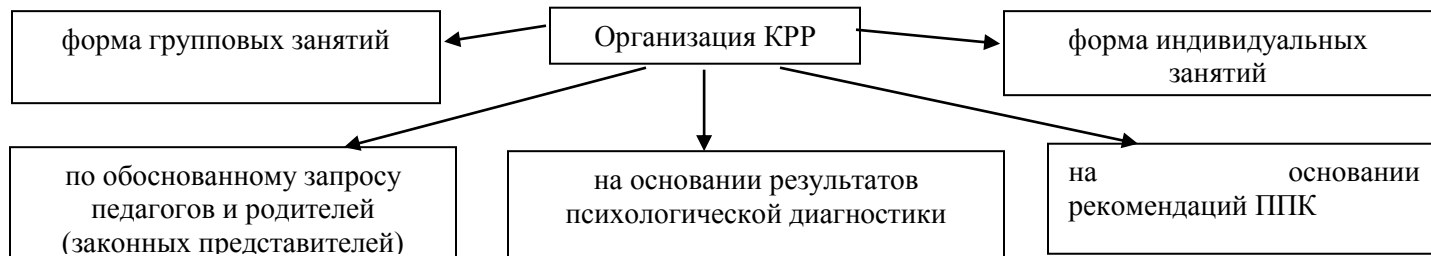 форма групповых занятий
Организация КРР
форма индивидуальных
занятий
по обоснованному запросу
педагогов и родителей
(законных представителей)
на основании результатов
психологической диагностики
на основании
рекомендаций ППК